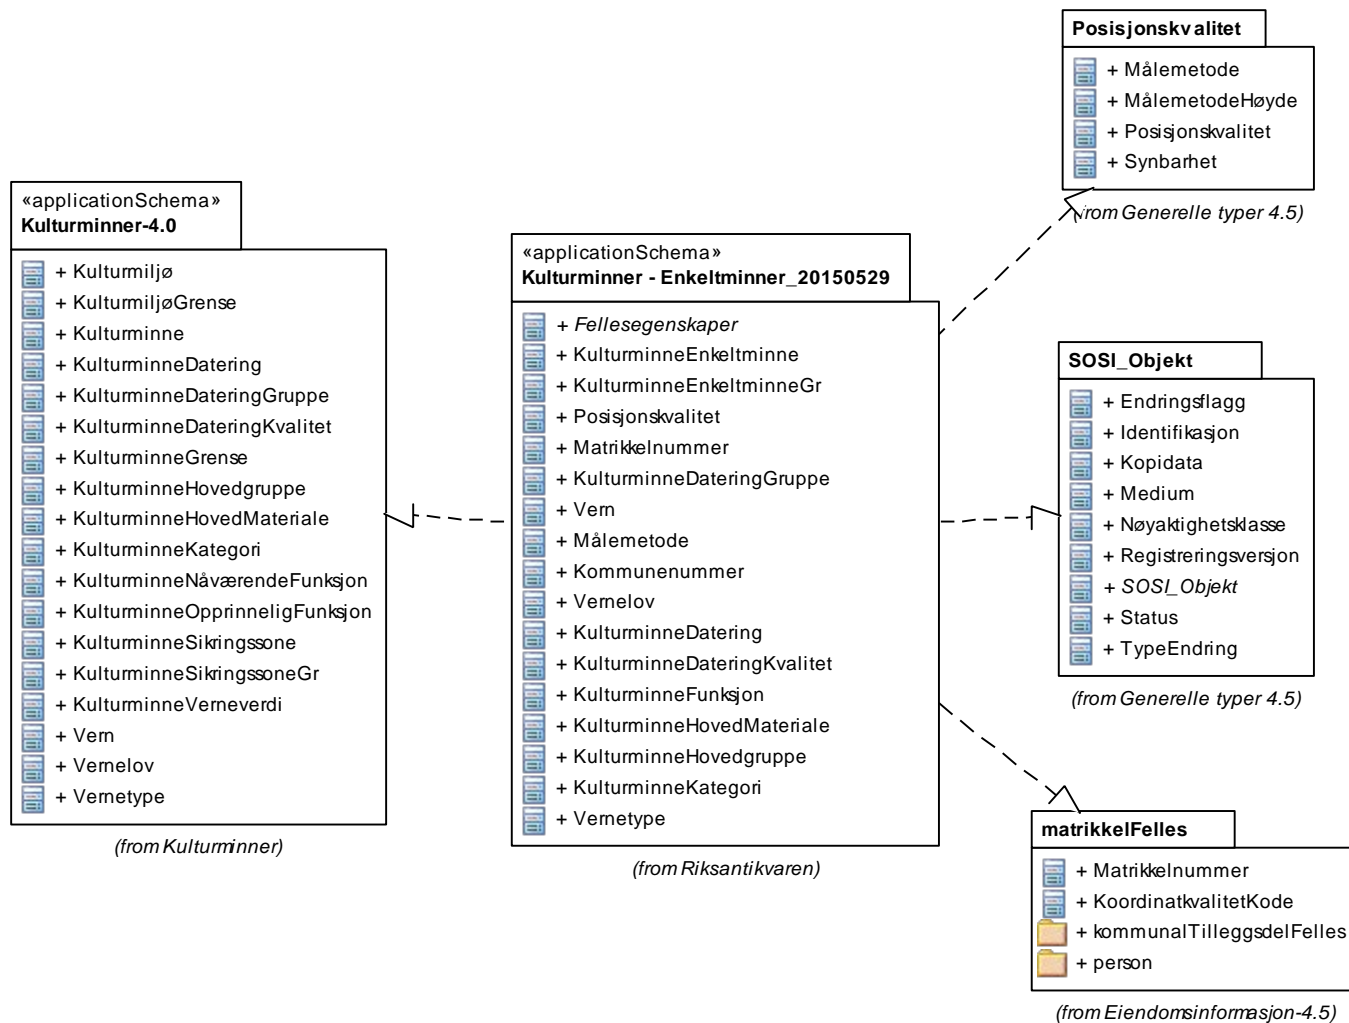 «applicationSchema»
Kulturminner-4.0
+ Kulturmiljø
+ KulturmiljøGrense
+ Kulturminne
+ KulturminneDatering
+ KulturminneDateringGruppe
+ KulturminneDateringKvalitet
+ KulturminneGrense
+ KulturminneHovedgruppe
+ KulturminneHovedMateriale
+ KulturminneKategori
+ KulturminneNåværendeFunksjon
+ KulturminneOpprinneligFunksjon
+ KulturminneSikringssone
+ KulturminneSikringssoneGr
+ KulturminneVerneverdi
+ Vern
+ Vernelov
+ Vernetype
(from Kulturminner)
«applicationSchema»
Kulturminner - Enkeltminner_20150529
+ Fellesegenskaper
+ KulturminneEnkeltminne
+ KulturminneEnkeltminneGr
+ Posisjonskvalitet
+ Matrikkelnummer
+ KulturminneDateringGruppe
+ Vern
+ Målemetode
+ Kommunenummer
+ Vernelov
+ KulturminneDatering
+ KulturminneDateringKvalitet
+ KulturminneFunksjon
+ KulturminneHovedMateriale
+ KulturminneHovedgruppe
+ KulturminneKategori
+ Vernetype
(from Riksantikvaren)
Posisjonskvalitet
+ Målemetode
+ MålemetodeHøyde
+ Posisjonskvalitet
+ Synbarhet
(from Generelle typer 4.5)
SOSI_Objekt
+ Endringsflagg
+ Identifikasjon
+ Kopidata
+ Medium
+ Nøyaktighetsklasse
+ Registreringsversjon
+ SOSI_Objekt
+ Status
+ TypeEndring
(from Generelle typer 4.5)
matrikkelFelles
+ Matrikkelnummer
+ KoordinatkvalitetKode
+ kommunalTilleggsdelFelles
+ person
(from Eiendomsinformasjon-4.5)